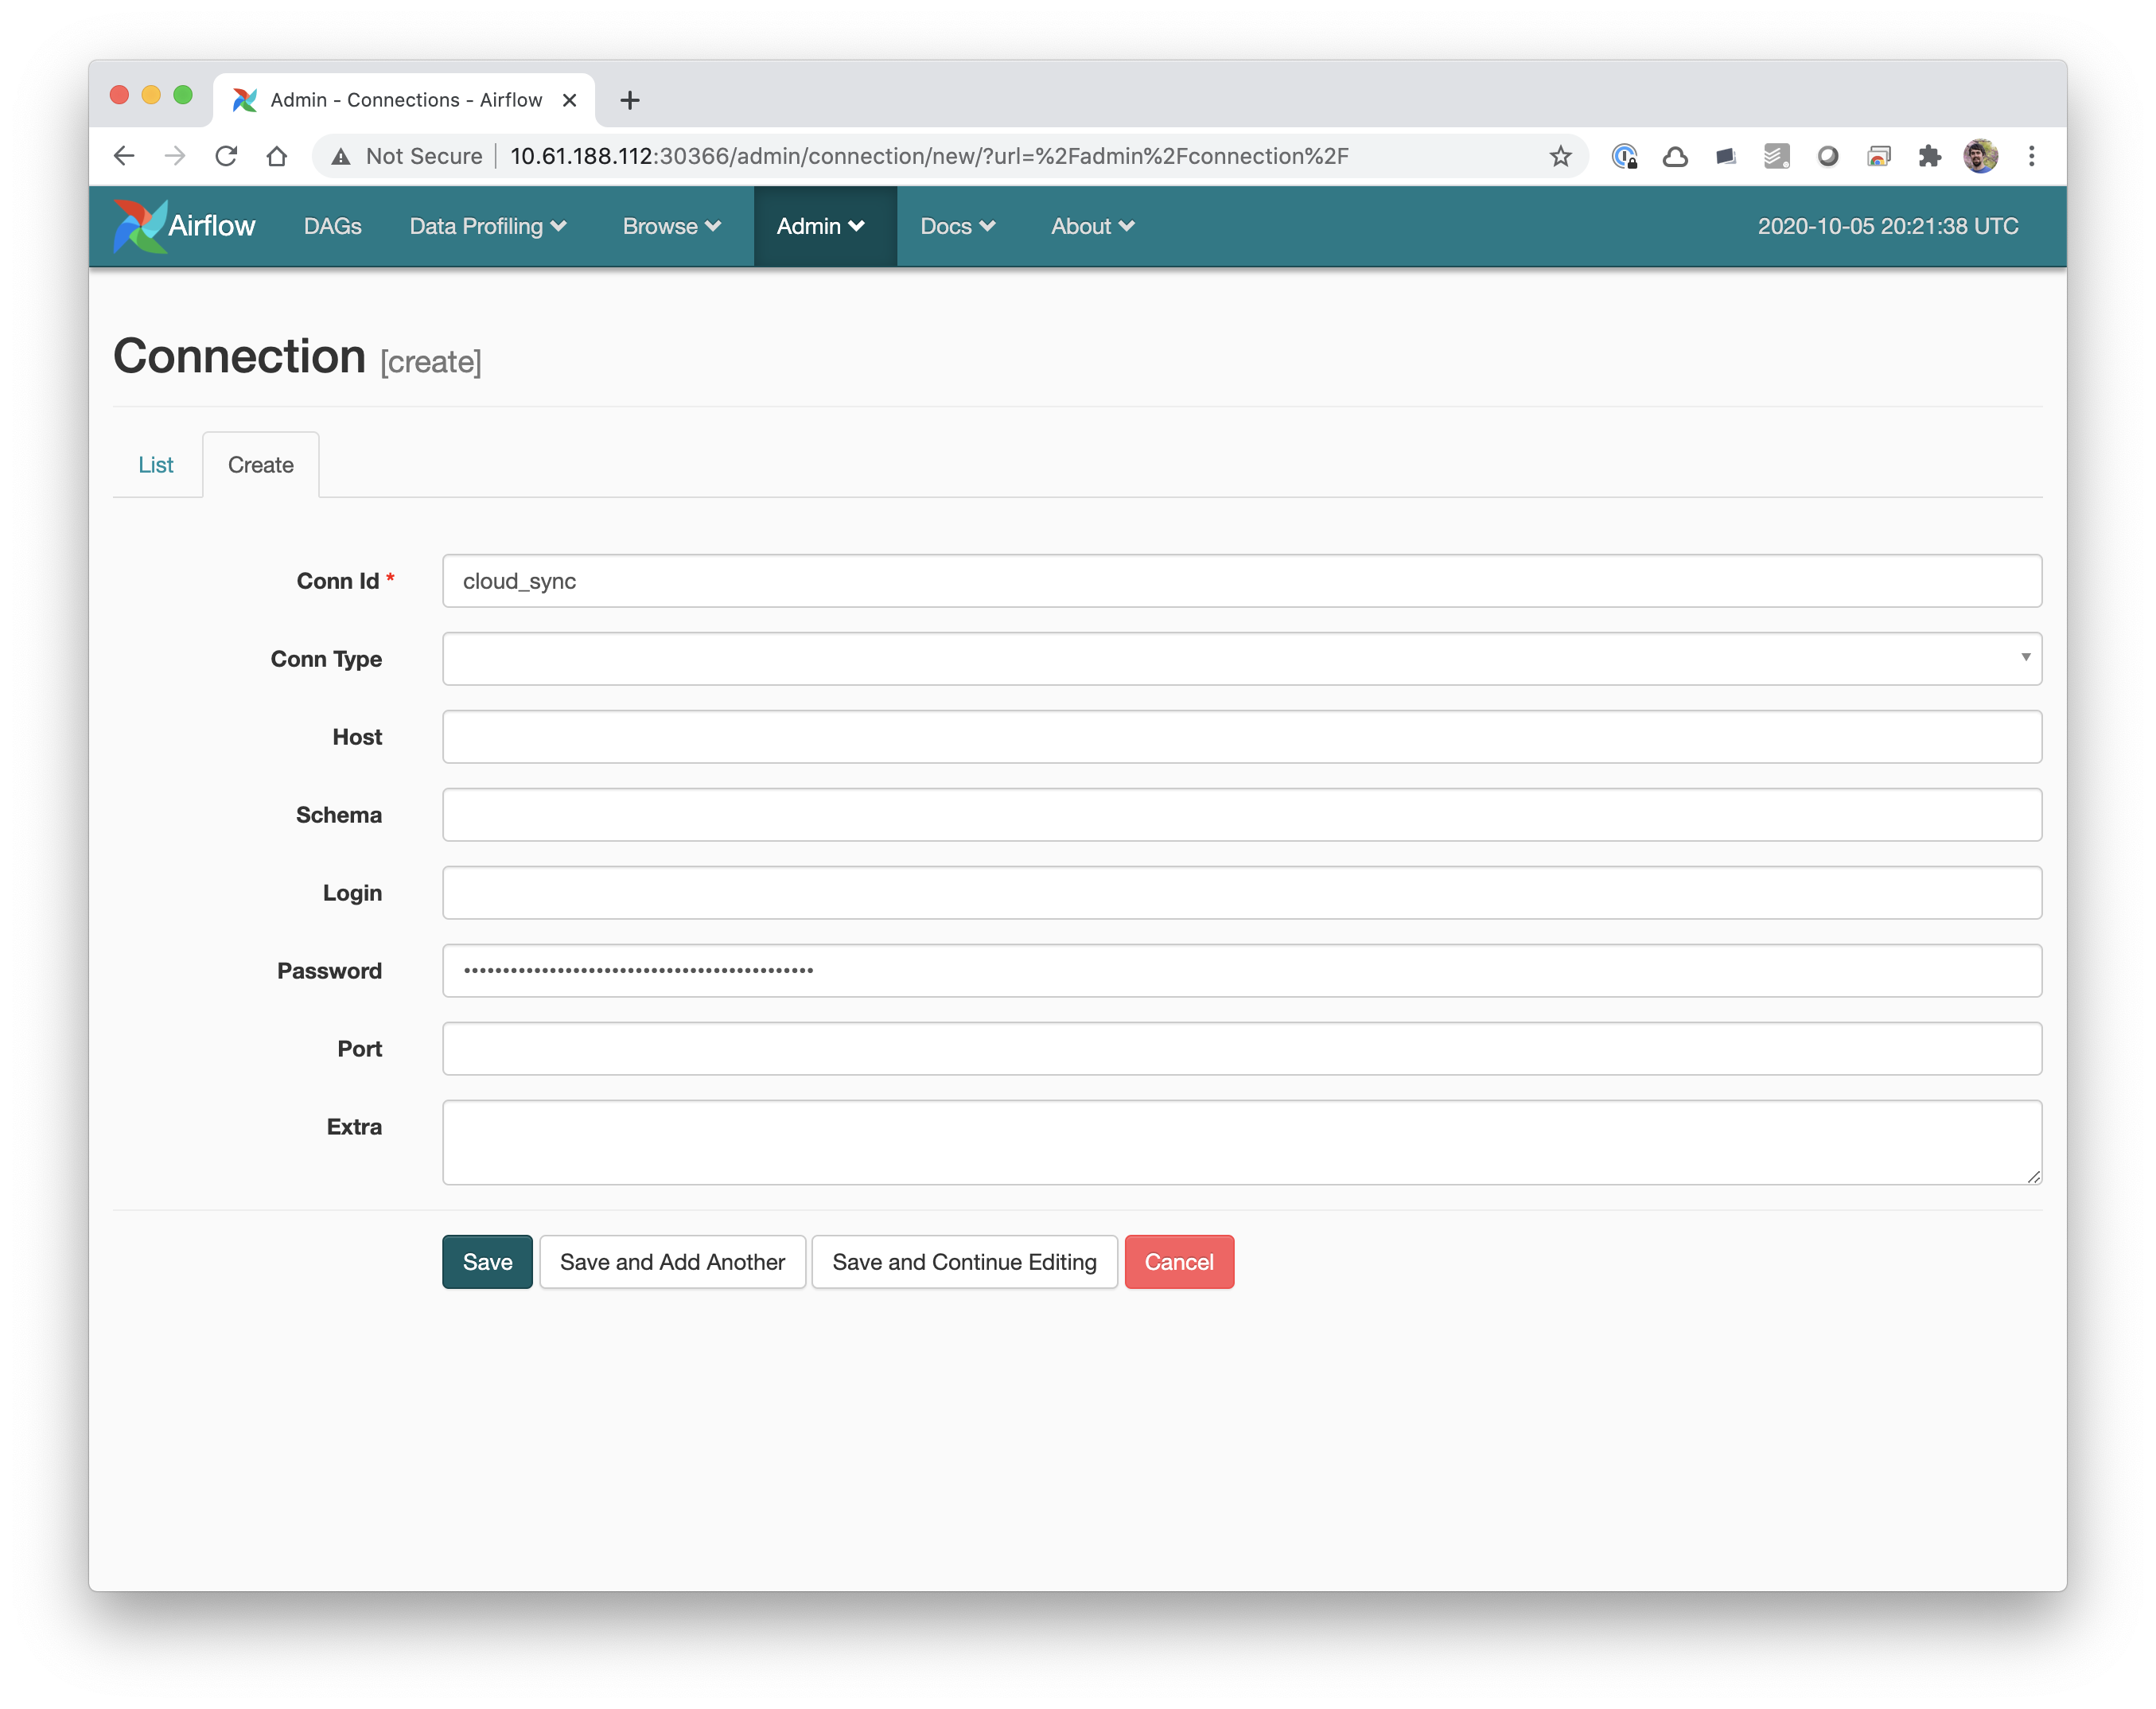 Admin - Connections - Airflow
Not Secure 10.61.188.112:30366/admin/connection/new/?url=%2Fadmin%2Fconnection%2F
Airflow DAGs Data Profiling Browse Admin Docs About 2020-10-05 20:21:38 UTC
Connection [create]
List Create
Conn Id * cloud_sync
Conn Type
Host
Schema
Login
Password
Port
Extra
Save Save and Add Another Save and Continue Editing Cancel